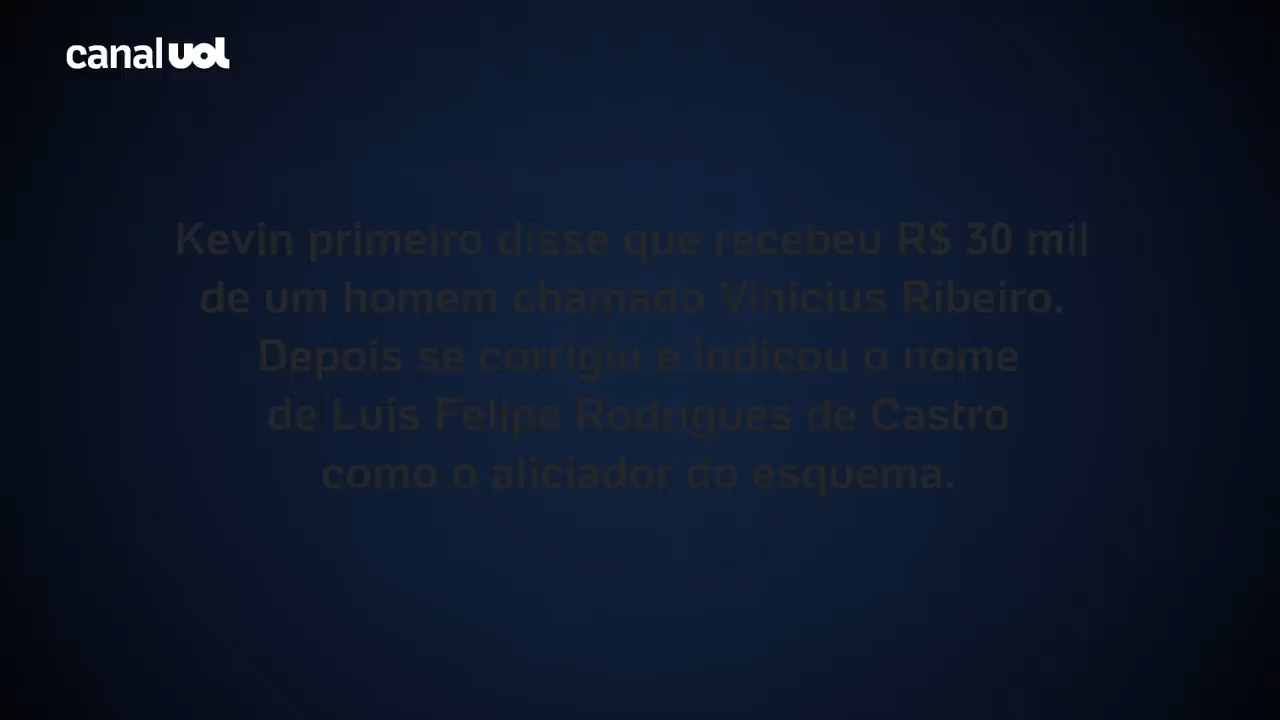 canal uol
Kevin primeiro disse que recebeu R$ 30 mil
de um homem chamado Vinicius Ribeiro.
Depois se corrigiu e indicou o nome
de Luis Felipe Rodrigues de Castro
como o aliciador do esquema.